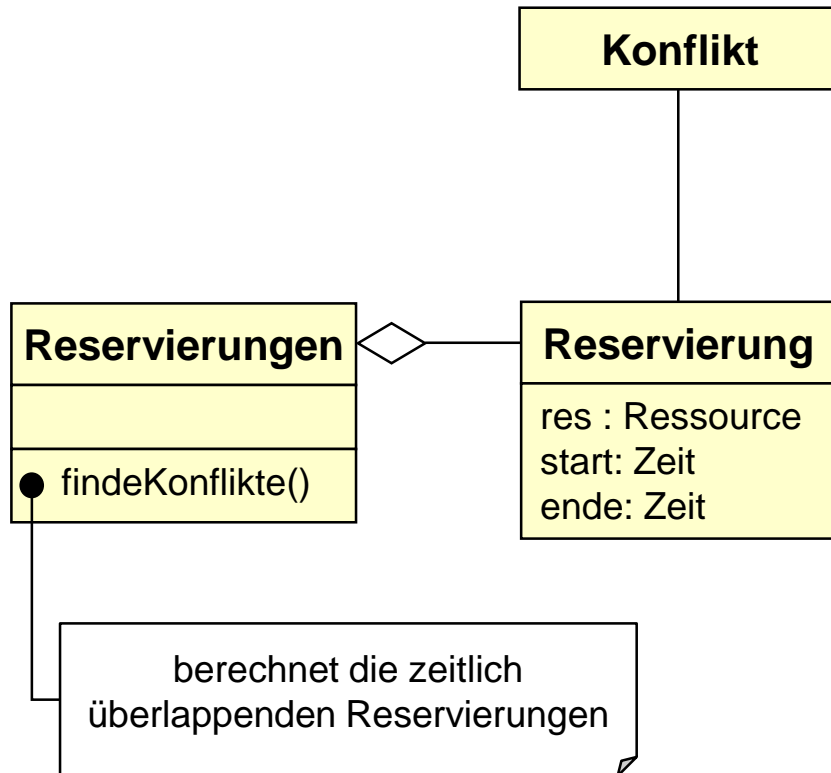 Konflikt
Reservierungen
findeKonflikte()
Reservierung
res : Ressource
start: Zeit
ende: Zeit
berechnet die zeitlich
überlappenden Reservierungen